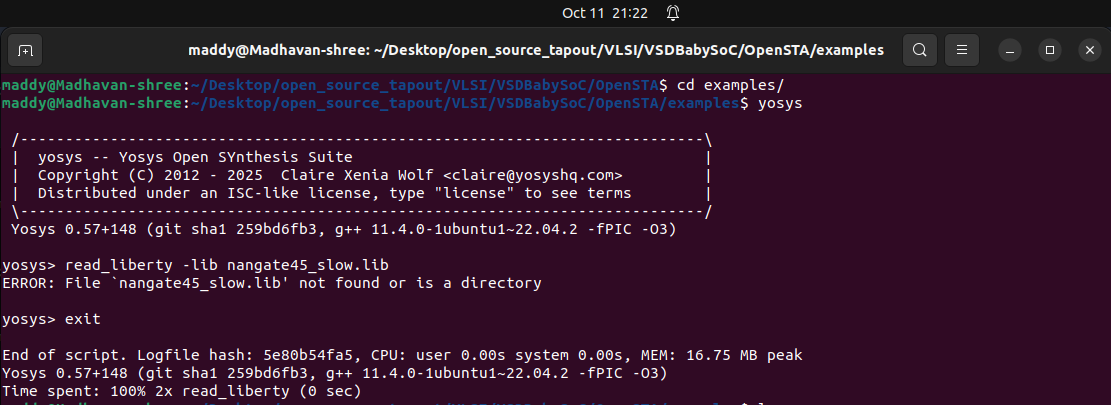 Oct 11 21:22
maddy@Madhavan-shree: ~/Desktop/open_source_tapout/VLSI/VSDBabySoC/OpenSTA/examples
maddy@Madhavan-shree:~/Desktop/open_source_tapout/VLSI/VSDBabySoC/OpenSTA$ cd examples/
maddy@Madhavan-shree:~/Desktop/open_source_tapout/VLSI/VSDBabySoC/OpenSTA/examples$ yosys
/----------------------------------------------------------------------------\
| yosys -- Yosys Open SYnthesis Suite |
| Copyright (C) 2012 - 2025 Claire Xenia Wolf <claire@yosyshq.com> |
| Distributed under an ISC-like license, type "license" to see terms |
\----------------------------------------------------------------------------/
Yosys 0.57+148 (git sha1 259bd6fb3, g++ 11.4.0-1ubuntu1~22.04.2 -fPIC -O3)
yosys> read_liberty -lib nangate45_slow.lib
ERROR: File `nangate45_slow.lib' not found or is a directory
yosys> exit
End of script. Logfile hash: 5e80b54fa5, CPU: user 0.00s system 0.00s, MEM: 16.75 MB peak
Yosys 0.57+148 (git sha1 259bd6fb3, g++ 11.4.0-1ubuntu1~22.04.2 -fPIC -O3)
Time spent: 100% 2x read_liberty (0 sec)